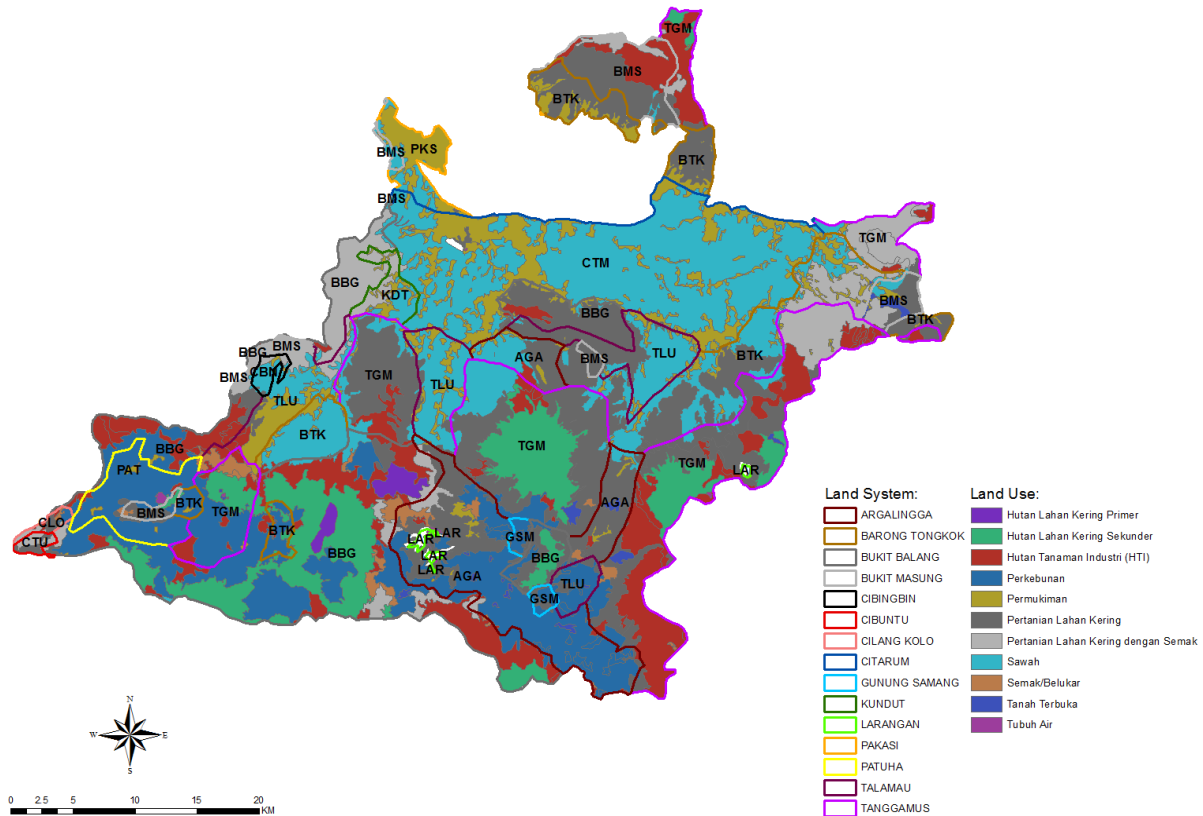 TGM
BMS
BTK
PKS
BMS
BTK
BMS
TGM
CTM
BBG
KDT
BMS
BBG
BTK
BBG
BMS
AGA
BMS
TLU
BTK
BMS
CBN
TGM
TLU
TLU
BTK
TGM
BBG
PAT
TGM
LAR
BMS
BTK
TGM
AGA
CLO
BTK
GSM
CTU
BBG
LAR
LAR
LAR
LAR
BBG
AGA
TLU
GSM
Land System:
ARGALINGGA
BARONG TONGKOK
BUKIT BALANG
BUKIT MASUNG
CIBINGBIN
CIBUNTU
CILANG KOLO
CITARUM
GUNUNG SAMANG
KUNDUT
LARANGAN
PAKASI
PATUHA
TALAMAU
TANGGAMUS
Land Use:
Hutan Lahan Kering Primer
Hutan Lahan Kering Sekunder
Hutan Tanaman Industri (HTI)
Perkebunan
Permukiman
Pertanian Lahan Kering
Pertanian Lahan Kering dengan Semak
Sawah
Semak/Belukar
Tanah Terbuka
Tubuh Air
N
W E
S
0 2.5 5 10 15 20
KM